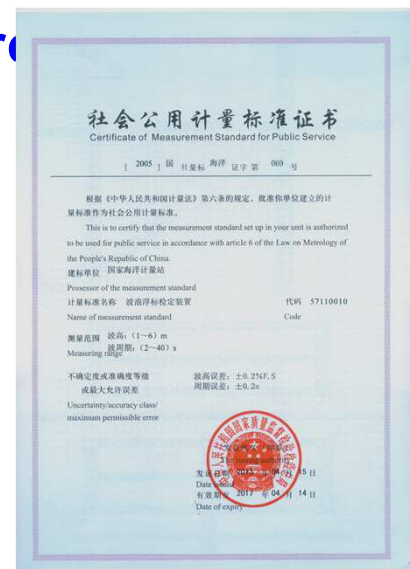 社会公用计量标准证书
Certificate of Measurement Standard for Public Service
[ 2005 ] 国 社量标 海洋 证字 第 069 号
根据《中华人民共和国计量法》第六条的规定，批准你单位建立的计
量标准作为社会公用计量标准。
This is to certify that the measurement standard set up in your unit is authorized
to be used for public service in accordance with article 6 of the Law on Metrology of
the People's Republic of China.
建标单位 国家海洋计量站
Possessor of the measurement standard
计量标准名称 波浪浮标检定装置 代码 57110010
Name of measurement standard Code
测量范围 波高：（1～6）m
波周期：（2～40）s
Measuring range
不确定度或准确度等级 波高误差：±0.2%F.S
或最大允许误差 周期误差：±0.2s
Uncertainty/accuracy class/
maximum permissible error
发证日期 2013 年 04 月 15 日
有效期至 2017 年 04 月 14 日
Date of expiry